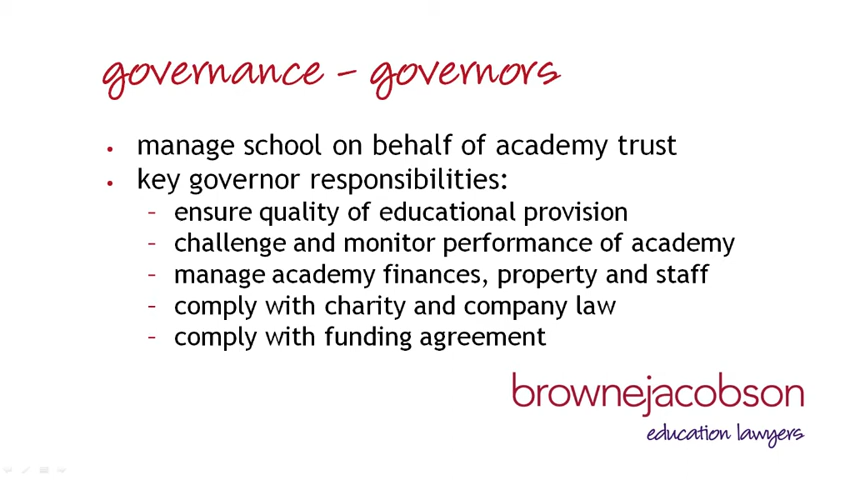 governance – governors
• manage school on behalf of academy trust
• key governor responsibilities:
– ensure quality of educational provision
– challenge and monitor performance of academy
– manage academy finances, property and staff
– comply with charity and company law
– comply with funding agreement
brownejacobson
education lawyers